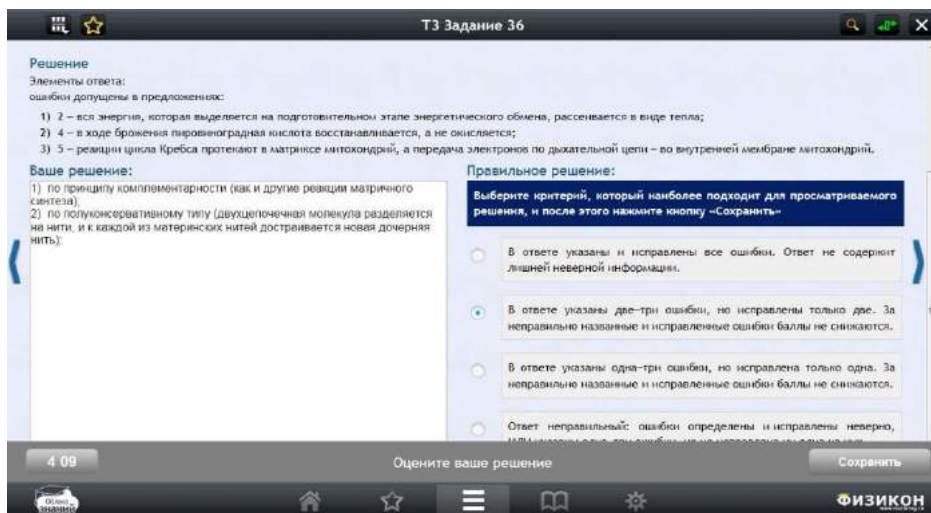 Т3 Задание 36
Решение
Элементы ответа:
ошибки допущены в предложениях:
1) 2 – вся энергия, которая выделяется на подготовительном этапе энергетического обмена, рассеивается в виде тепла;
2) 4 – в ходе брожения пировиноградная кислота восстанавливается, а не окисляется;
3) 5 – реакции цикла Кребса протекают в матриксе митохондрий, а передача электронов по дыхательной цепи – во внутренней мембране митохондрий.
Ваше решение:
1) по принципу комплементарности (как и другие реакции матричного
синтеза);
2) по полуконсервативному типу (двухцепочечная молекула разделяется
на нити, и к каждой из материнских нитей достраивается новая дочерняя
нить);
Правильное решение:
Выберите критерий, который наиболее подходит для просматриваемого
решения, и после этого нажмите кнопку «Сохранить»
В ответе указаны и исправлены все ошибки. Ответ не содержит
лишней неверной информации.
В ответе указаны две–три ошибки, но исправлены только две. За
неправильно названные и исправленные ошибки баллы не снижаются.
В ответе указаны одна–три ошибки, но исправлена только одна. За
неправильно названные и исправленные ошибки баллы не снижаются.
Ответ неправильный: ошибки определены и исправлены неверно,
4 09
Оцените ваше решение
Сохранить
Облако
знаний
ФИЗИКОН